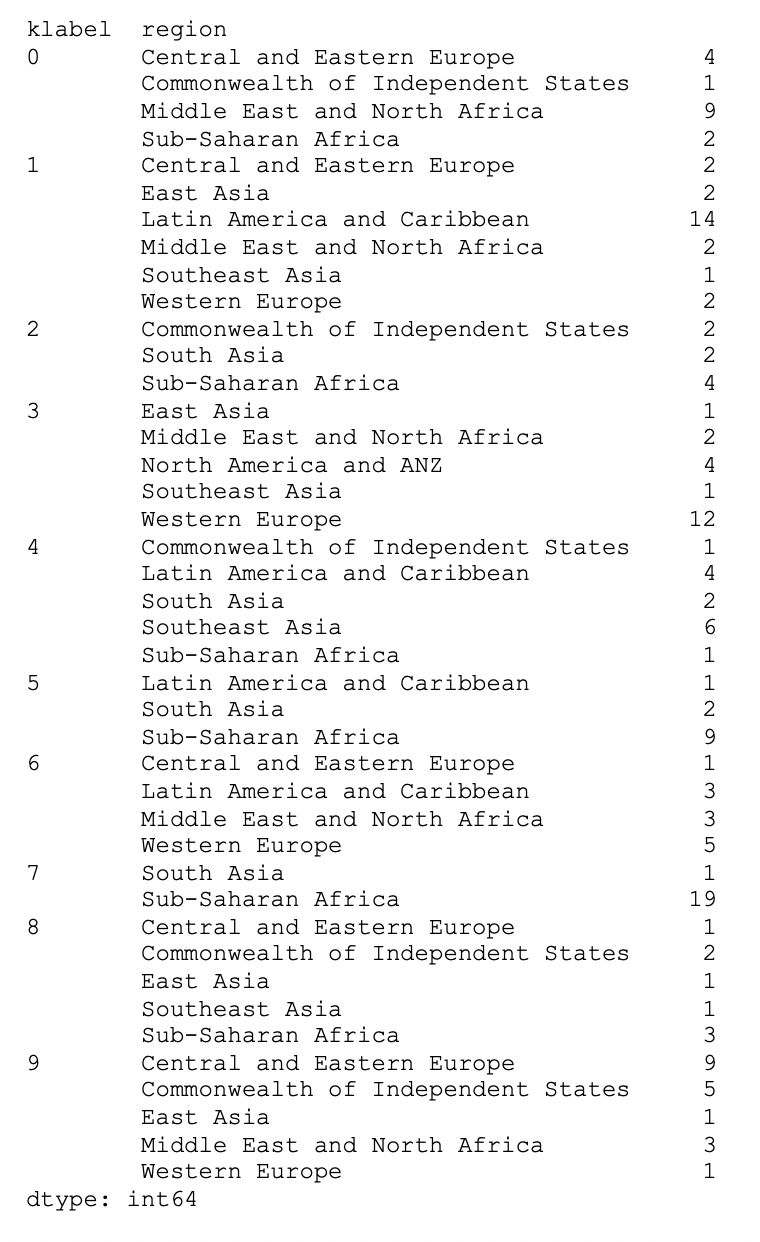 klabel  region
0       Central and Eastern Europe             4
        Commonwealth of Independent States     1
        Middle East and North Africa           9
        Sub-Saharan Africa                     2
1       Central and Eastern Europe             2
        East Asia                              2
        Latin America and Caribbean           14
        Middle East and North Africa           2
        Southeast Asia                         1
        Western Europe                         2
2       Commonwealth of Independent States     2
        South Asia                             2
        Sub-Saharan Africa                     4
3       East Asia                              1
        Middle East and North Africa           2
        North America and ANZ                  4
        Southeast Asia                         1
        Western Europe                        12
4       Commonwealth of Independent States     1
        Latin America and Caribbean            4
        South Asia                             2
        Southeast Asia                         6
        Sub-Saharan Africa                     1
5       Latin America and Caribbean            1
        South Asia                             2
        Sub-Saharan Africa                     9
6       Central and Eastern Europe             1
        Latin America and Caribbean            3
        Middle East and North Africa           3
        Western Europe                         5
7       South Asia                             1
        Sub-Saharan Africa                    19
8       Central and Eastern Europe             1
        Commonwealth of Independent States     2
        East Asia                              1
        Southeast Asia                         1
        Sub-Saharan Africa                     3
9       Central and Eastern Europe             9
        Commonwealth of Independent States     5
        East Asia                              1
        Middle East and North Africa           3
        Western Europe                         1
dtype: int64